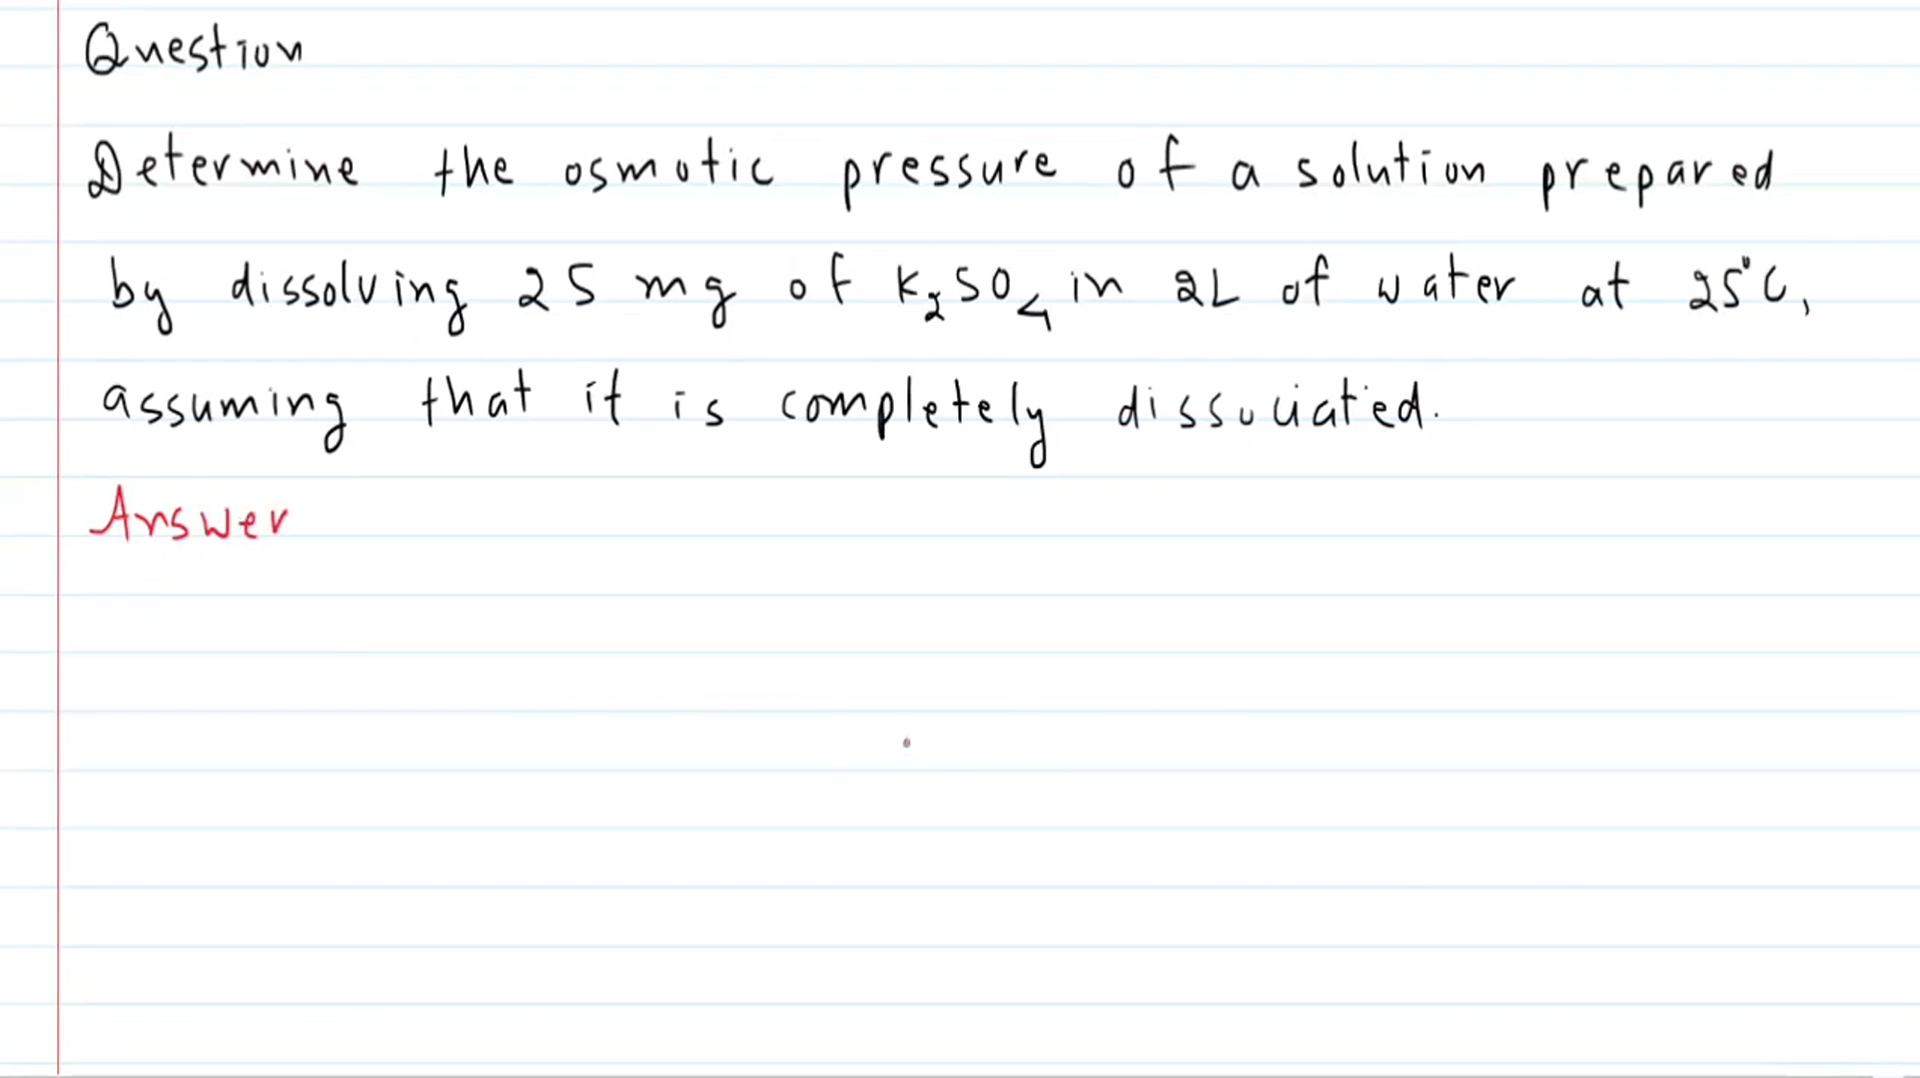 Question
Determine the osmotic pressure of a solution prepared
by dissolving 25 mg of K₂SO₄ in 2L of water at 25°C,
assuming that it is completely dissociated.
Answer